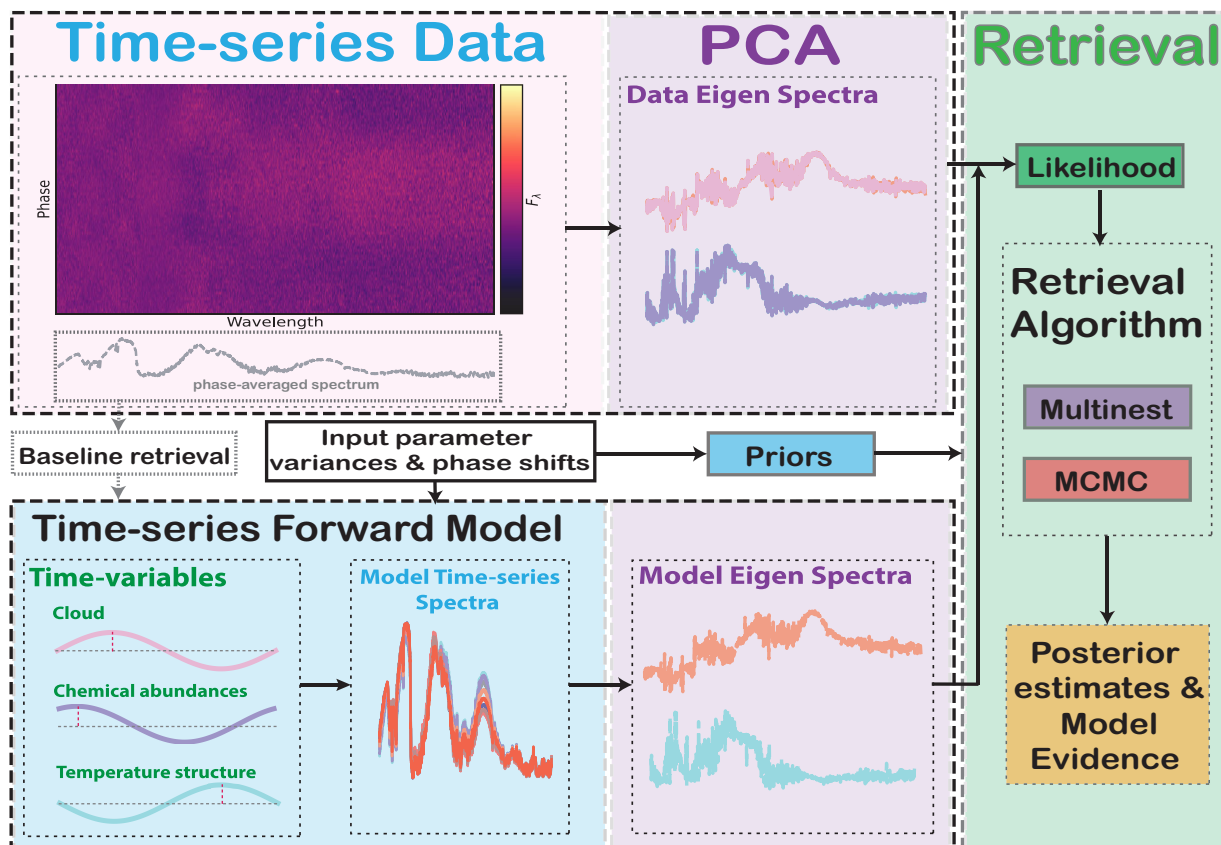 Time-series Data
PCA
Retrieval
Data Eigen Spectra
Phase
F_λ
Wavelength
phase-averaged spectrum
Likelihood
Retrieval
Algorithm
Multinest
MCMC
Baseline retrieval
Input parameter
variances & phase shifts
Priors
Time-series Forward Model
Time-variables
Cloud
Chemical abundances
Temperature structure
Model Time-series
Spectra
Model Eigen Spectra
Posterior
estimates &
Model
Evidence